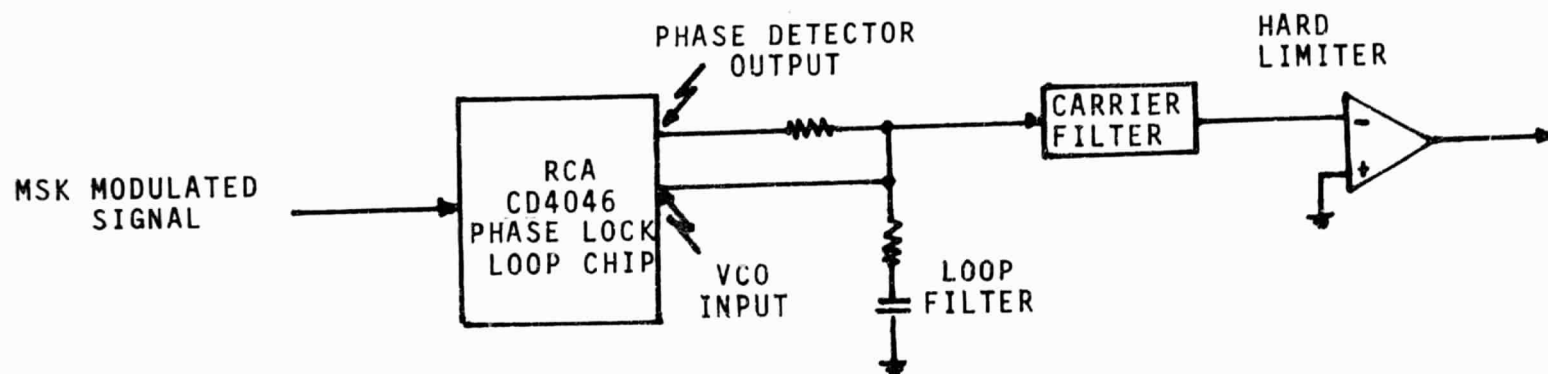 PHASE DETECTOR
OUTPUT
HARD
LIMITER
CARRIER
FILTER
-
+
MSK MODULATED
SIGNAL
RCA
CD4046
PHASE LOCK
LOOP CHIP
VCO
INPUT
LOOP
FILTER